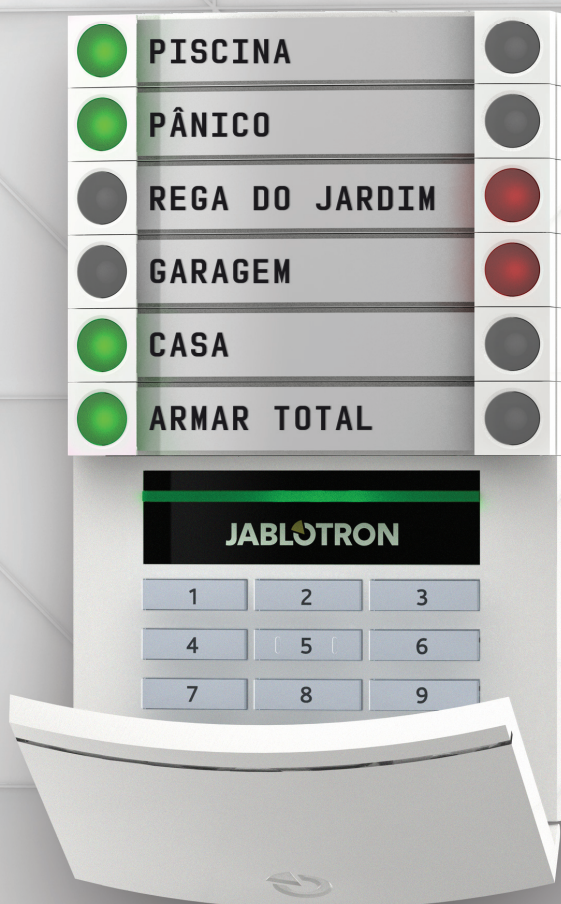 PISCINA
PÂNICO
REGA DO JARDIM
GARAGEM
CASA
ARMAR TOTAL
JABLOTRON
1 2 3
4 5 6
7 8 9